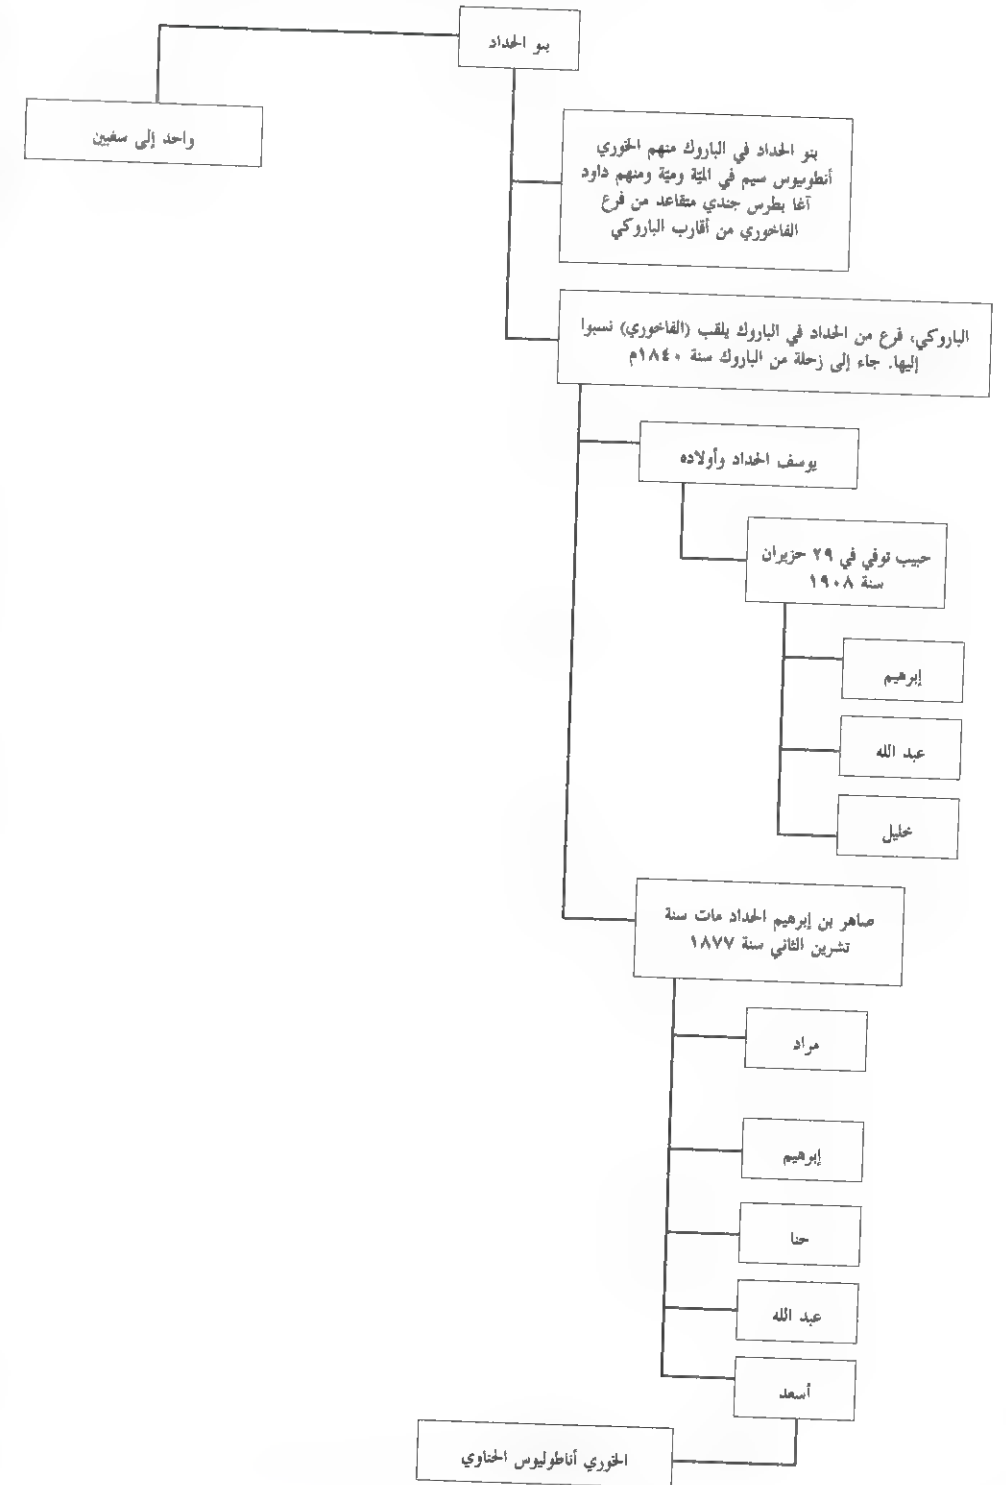 بنو الحداد
واحد إلى سغبين
بنو الحداد في الباروك منهم الخوري
أنطونيوس سيم في الميّة وميّة ومنهم داود
آغا بطرس جندي متقاعد من فرع
الفاخوري من أقارب الباروكي
الباروكي، فرع من الحداد في الباروك يلقب (الفاخوري) نسبوا
إليها. جاء إلى زحلة من الباروك سنة ١٨٤٠م
يوسف الحداد وأولاده
حبيب توفي في ٢٩ حزيران
سنة ١٩٠٨
إبرهيم
عبد الله
خليل
صاهر بن إبرهيم الحداد مات سنة
تشرين الثاني سنة ١٨٧٧
مراد
إبرهيم
حنا
عبد الله
أسعد
الخوري أناطوليوس الحناوي